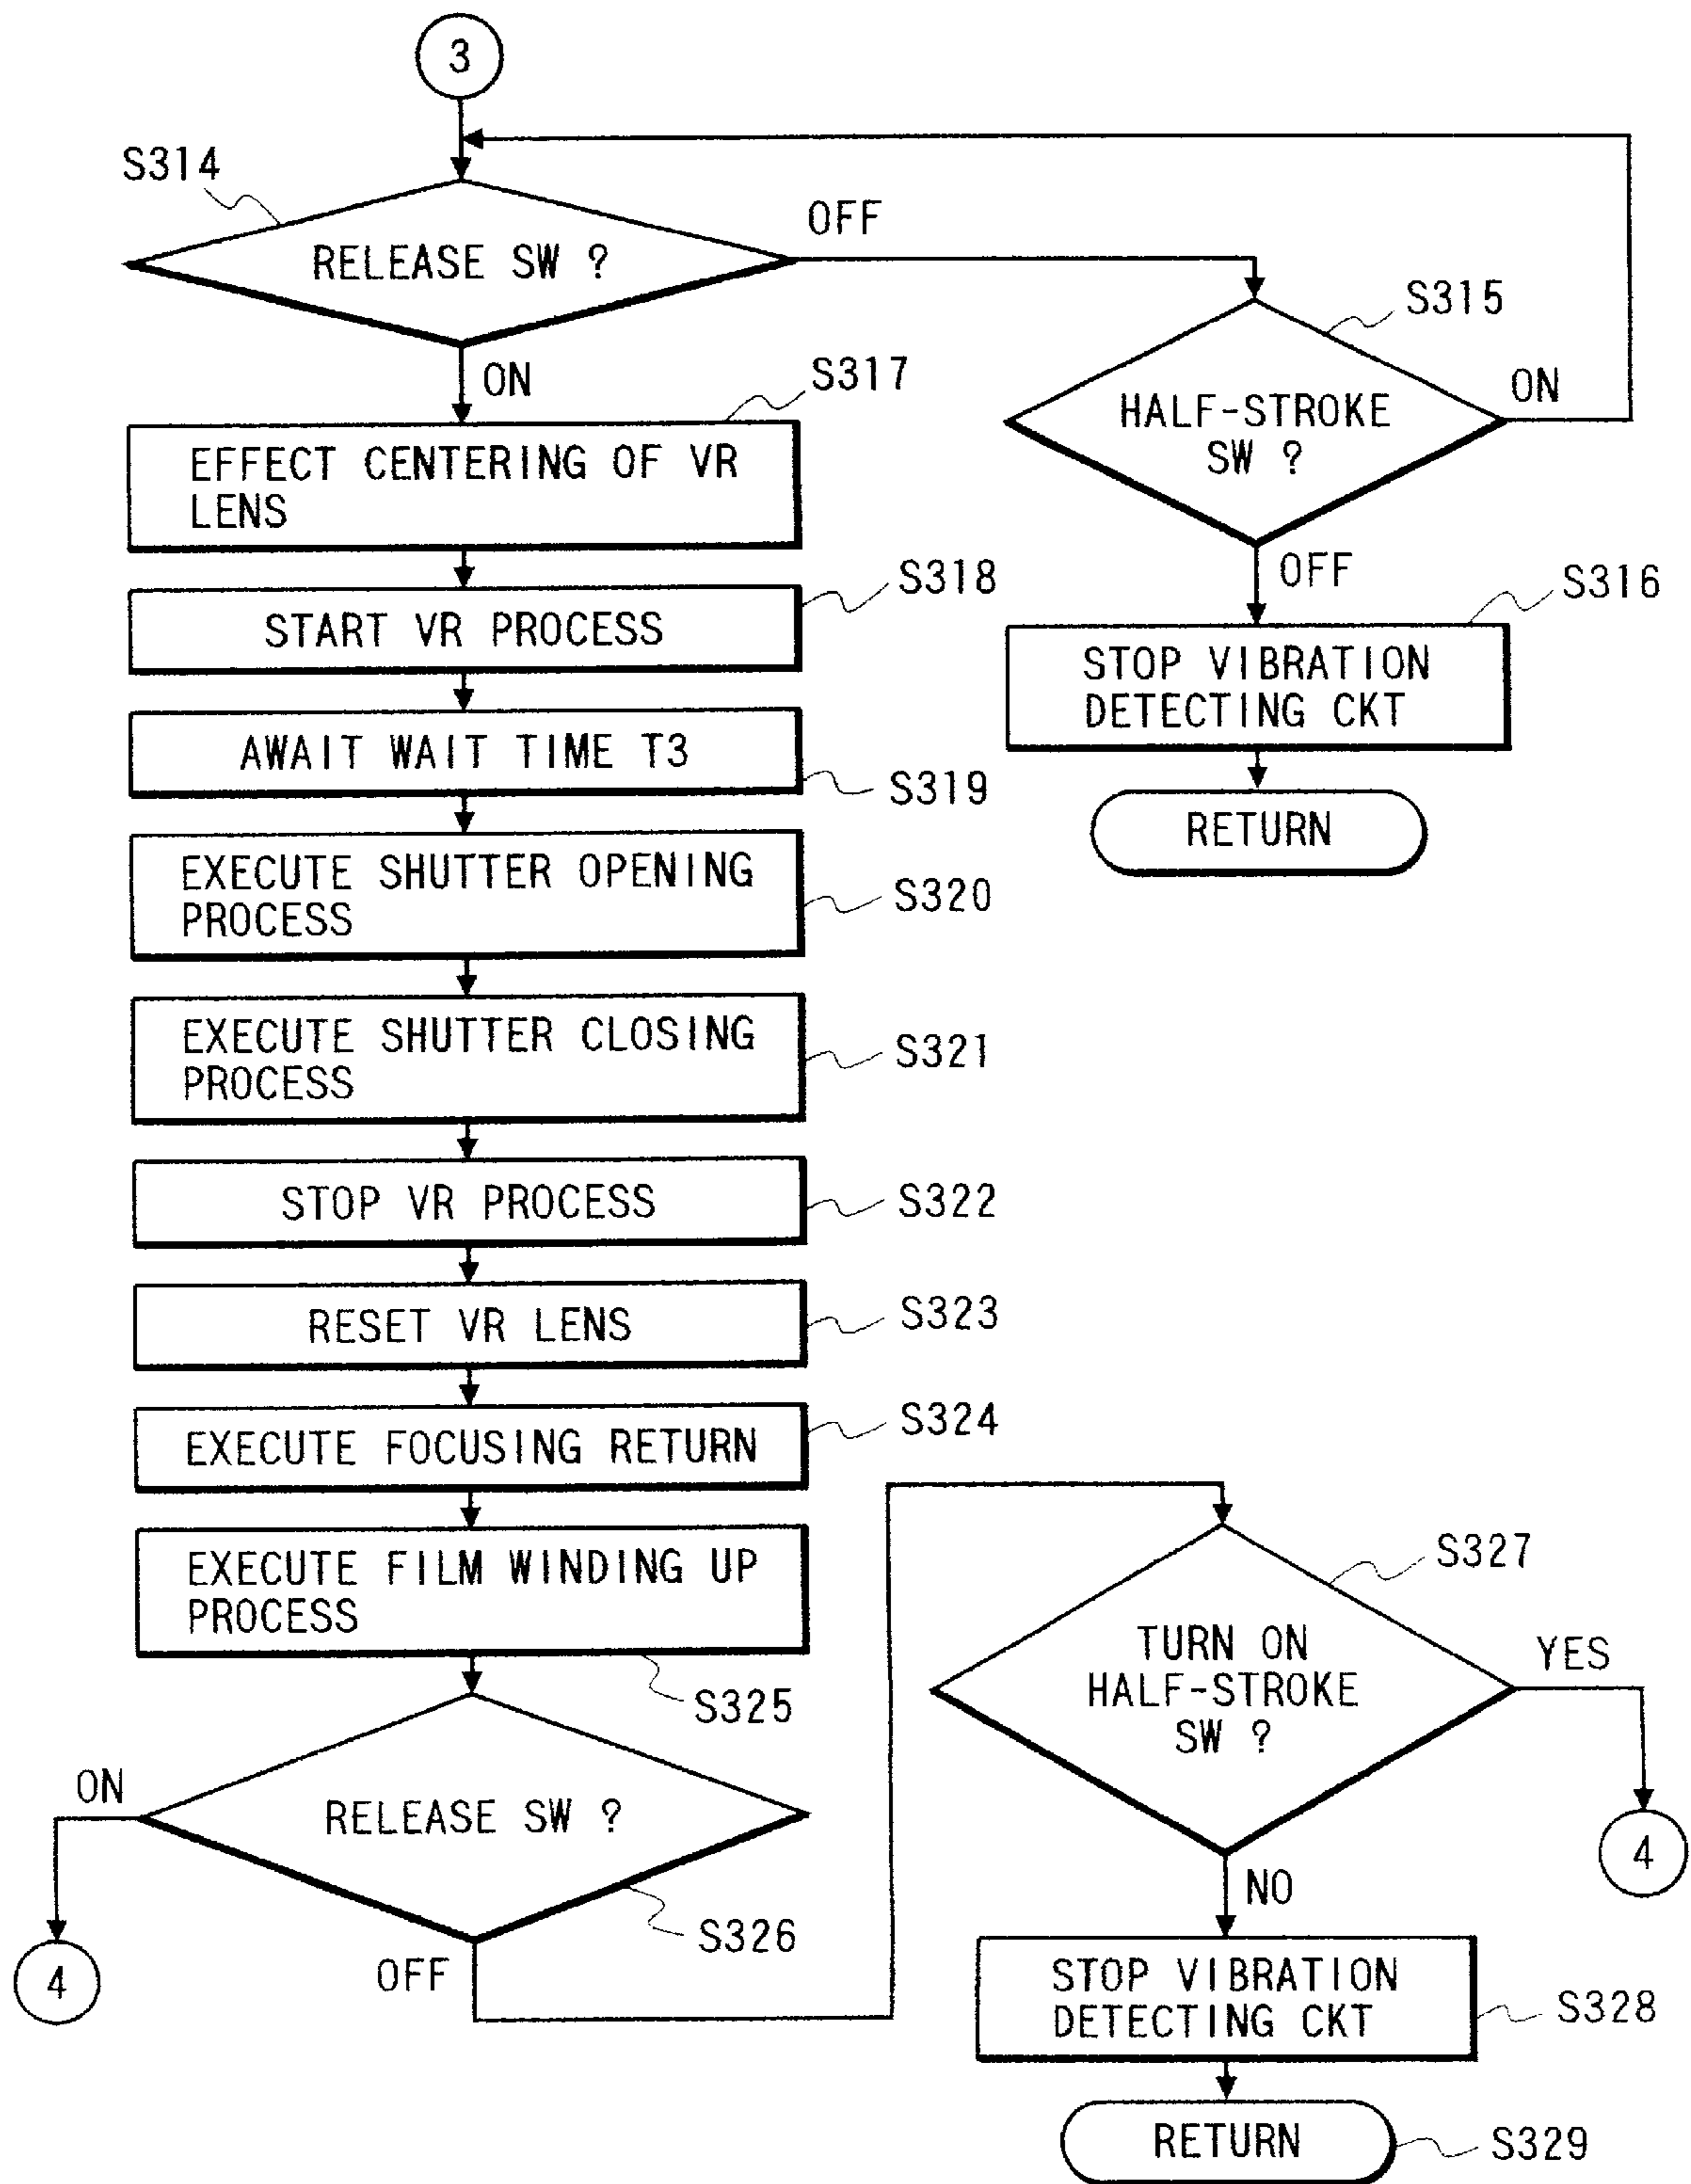 3
S314
RELEASE SW ?
OFF
ON
S315
HALF-STROKE
SW ?
ON
OFF
S316
STOP VIBRATION
DETECTING CKT
RETURN
S317
EFFECT CENTERING OF VR
LENS
S318
START VR PROCESS
AWAIT WAIT TIME T3
S319
EXECUTE SHUTTER OPENING
PROCESS
S320
EXECUTE SHUTTER CLOSING
PROCESS
S321
STOP VR PROCESS
S322
RESET VR LENS
S323
EXECUTE FOCUSING RETURN
S324
EXECUTE FILM WINDING UP
PROCESS
S325
RELEASE SW ?
ON
4
S326
OFF
S327
TURN ON
HALF-STROKE
SW ?
YES
4
NO
STOP VIBRATION
DETECTING CKT
S328
RETURN
S329